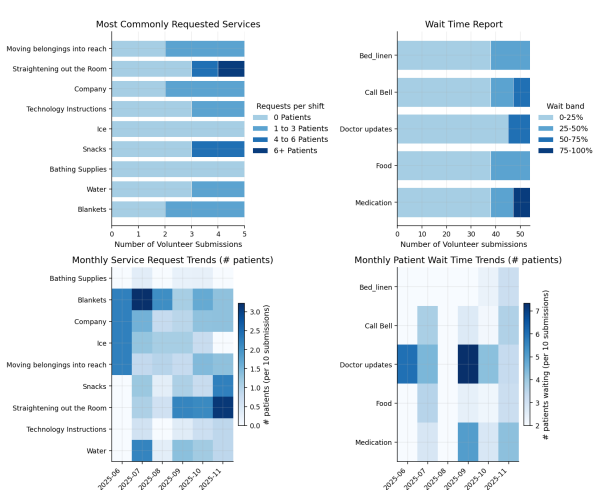 Most Commonly Requested Services
Moving belongings into reach
Straightening out the Room
Company
Technology Instructions
Ice
Snacks
Bathing Supplies
Water
Blankets
0 1 2 3 4 5
Number of Volunteer Submissions
Requests per shift
0 Patients
1 to 3 Patients
4 to 6 Patients
6+ Patients
Wait Time Report
Bed_linen
Call Bell
Doctor updates
Food
Medication
0 10 20 30 40 50
Number of Volunteer Submissions
Wait band
0-25%
25-50%
50-75%
75-100%
Monthly Service Request Trends (# patients)
Bathing Supplies
Blankets
Company
Ice
Moving belongings into reach
Snacks
Straightening out the Room
Technology Instructions
Water
2025-06 2025-07 2025-08 2025-09 2025-10 2025-11
3.0
2.5
2.0
1.5
1.0
0.5
0.0
# patients (per 10 submissions)
Monthly Patient Wait Time Trends (# patients)
Bed_linen
Call Bell
Doctor updates
Food
Medication
2025-06 2025-07 2025-08 2025-09 2025-10 2025-11
7
6
5
4
3
2
# patients waiting (per 10 submissions)